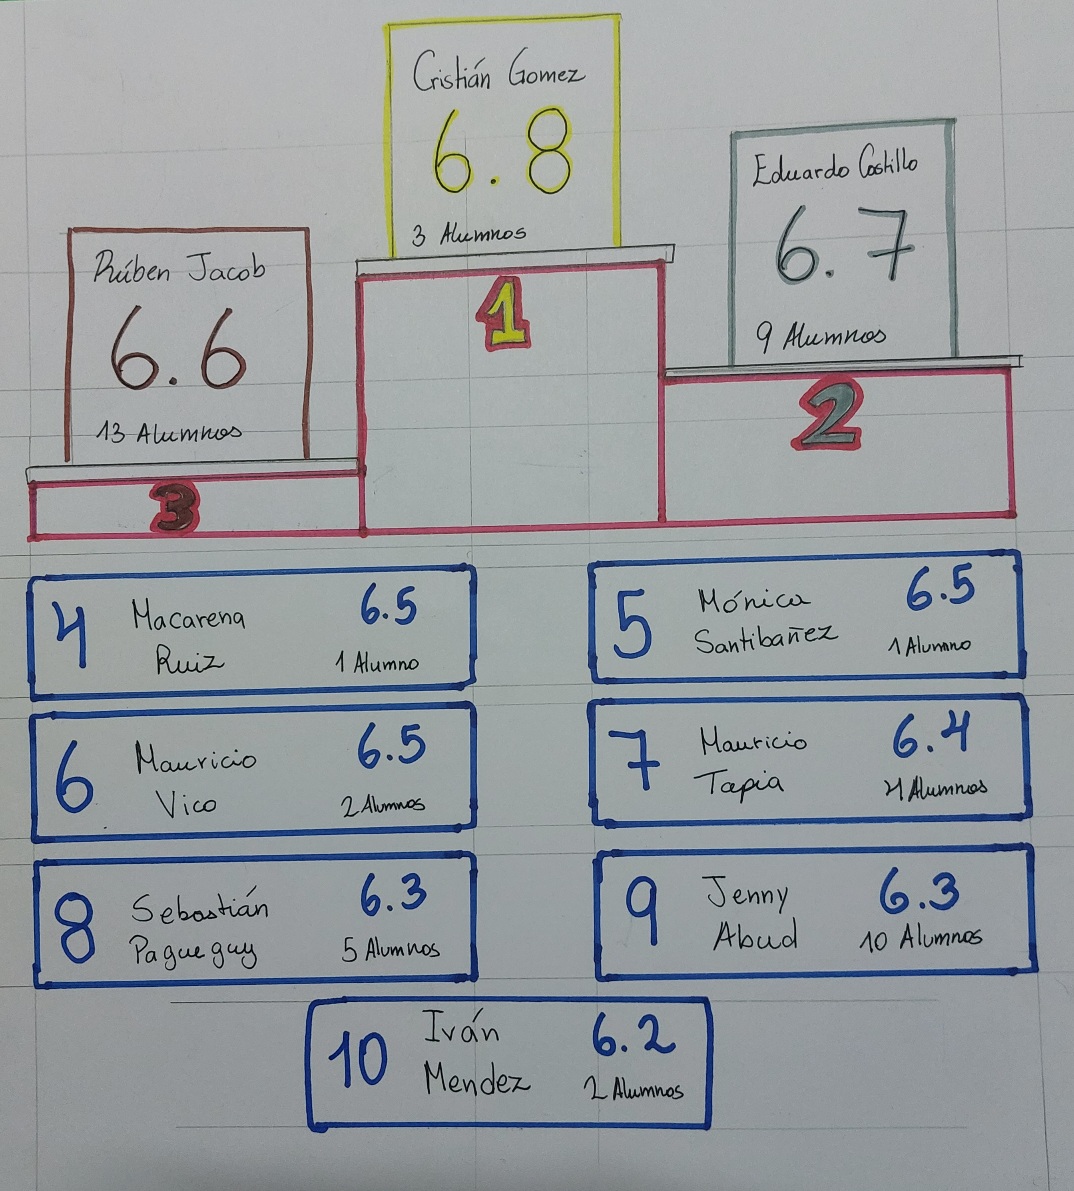 Cristián Gomez
6.8
3 Alumnos
1
Eduardo Castillo
6.7
9 Alumnos
2
Rúben Jacob
6.6
13 Alumnos
3
4 Macarena Ruiz 6.5
1 Alumno
5 Mónica Santibañez 6.5
1 Alumno
6 Mauricio Vico 6.5
2 Alumnos
7 Mauricio Tapia 6.4
4 Alumnos
8 Sebastián Pagueguy 6.3
5 Alumnos
9 Jenny Abud 6.3
10 Alumnos
10 Iván Mendez 6.2
2 Alumnos